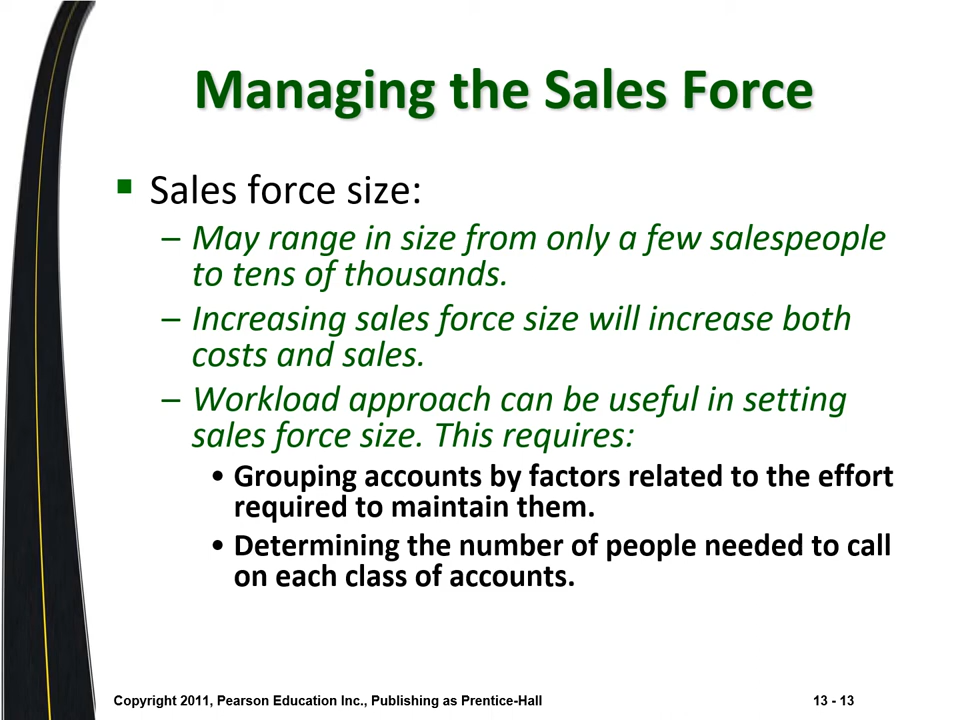 Managing the Sales Force
▪ Sales force size:
– May range in size from only a few salespeople
to tens of thousands.
– Increasing sales force size will increase both
costs and sales.
– Workload approach can be useful in setting
sales force size. This requires:
• Grouping accounts by factors related to the effort
required to maintain them.
• Determining the number of people needed to call
on each class of accounts.
Copyright 2011, Pearson Education Inc., Publishing as Prentice-Hall
13 - 13